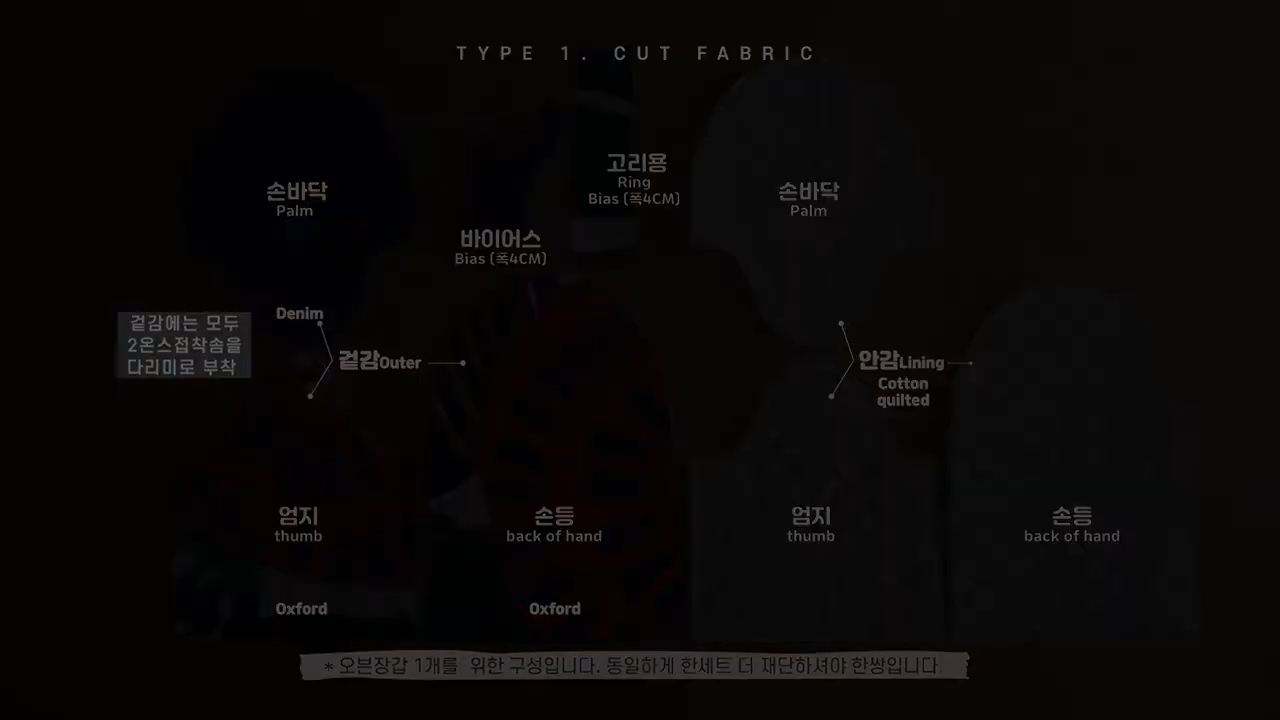 TYPE 1. CUT FABRIC
고리용
Ring
Bias (폭4CM)
손바닥
Palm
손바닥
Palm
바이어스
Bias (폭4CM)
Denim
겉감에는 모두
2온스접착솜을
다리미로 부착
겉감Outer
안감Lining
Cotton
quilted
엄지
thumb
손등
back of hand
엄지
thumb
손등
back of hand
Oxford
Oxford
* 오븐장갑 1개를 위한 구성입니다. 동일하게 한세트 더 재단하셔야 한쌍입니다.